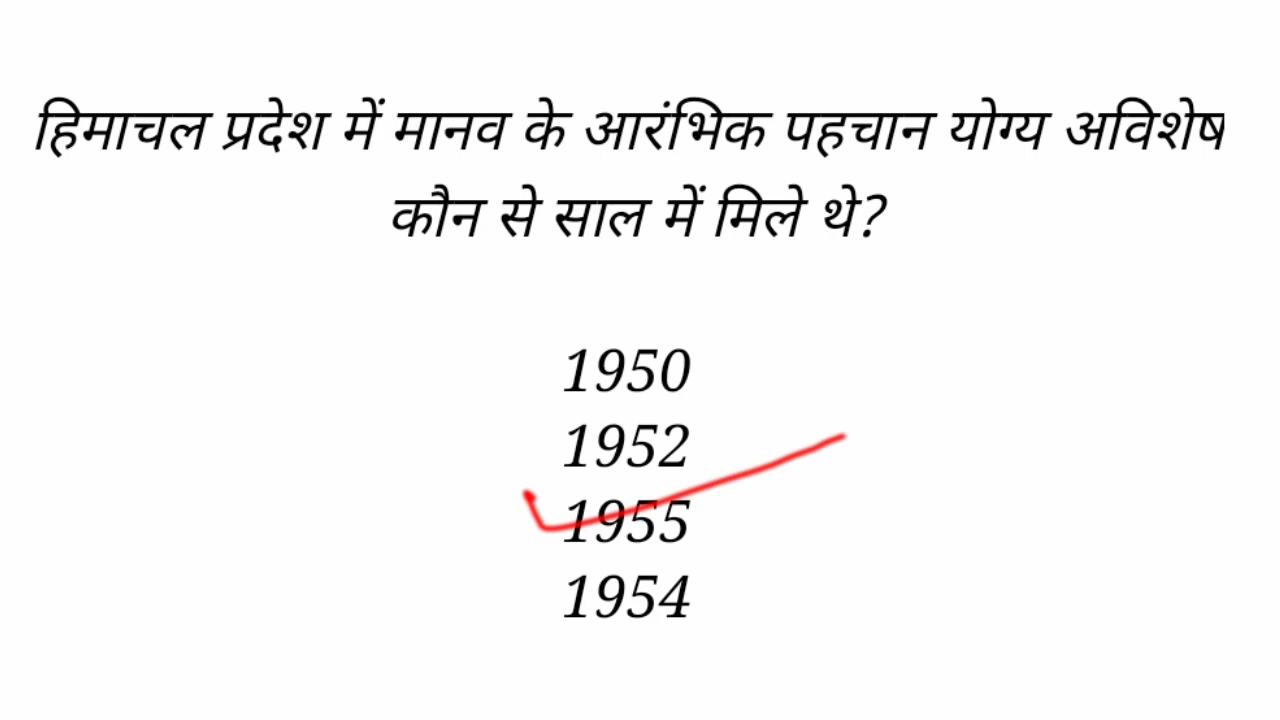 हिमाचल प्रदेश में मानव के आरंभिक पहचान योग्य अविशेष
कौन से साल में मिले थे?
1950
1952
1955
1954